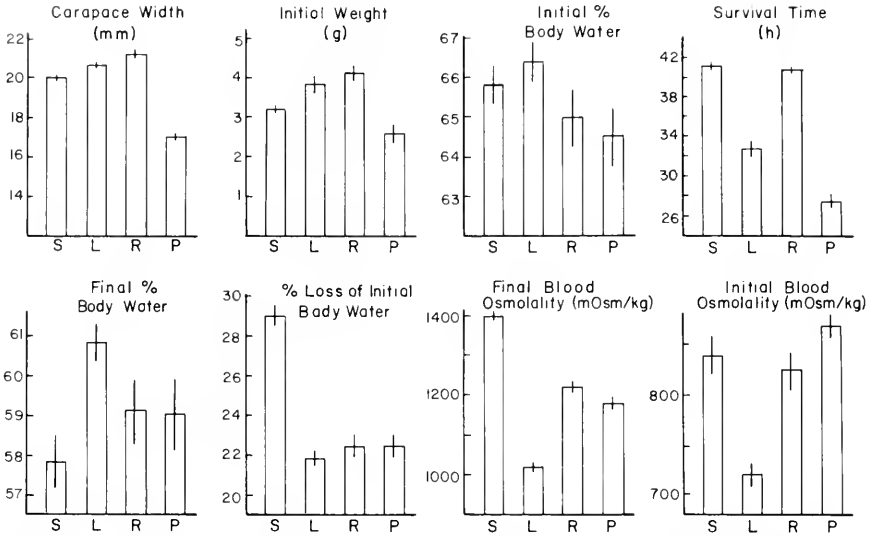 Carapace Width
(mm)
22
20
18
16
14
S L R P
Initial Weight
(g)
5
4
3
2
1
S L R P
Initial %
Body Water
67
66
65
64
63
S L R P
Survival Time
(h)
42
38
34
30
26
S L R P
Final %
Body Water
61
60
59
58
57
S L R P
% Loss of Initial
Bady Water
30
28
26
24
22
20
S L R P
Final Blood
Osmolality (mOsm/kg)
1400
1200
1000
S L R P
Initial Blood
Osmolality (mOsm/kg)
800
700
S L R P